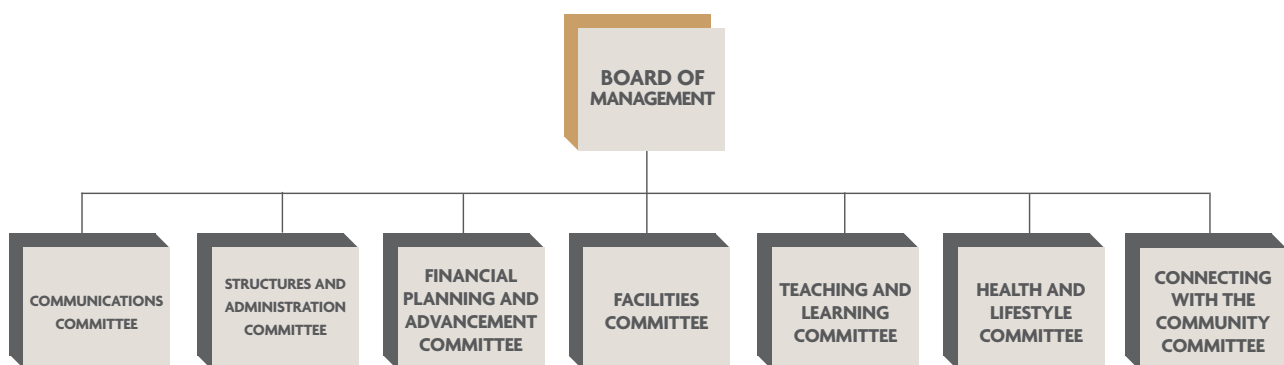 BOARD OF
MANAGEMENT
COMMUNICATIONS
COMMITTEE
STRUCTURES AND
ADMINISTRATION
COMMITTEE
FINANCIAL
PLANNING AND
ADVANCEMENT
COMMITTEE
FACILITIES
COMMITTEE
TEACHING AND
LEARNING
COMMITTEE
HEALTH AND
LIFESTYLE
COMMITTEE
CONNECTING
WITH THE
COMMUNITY
COMMITTEE